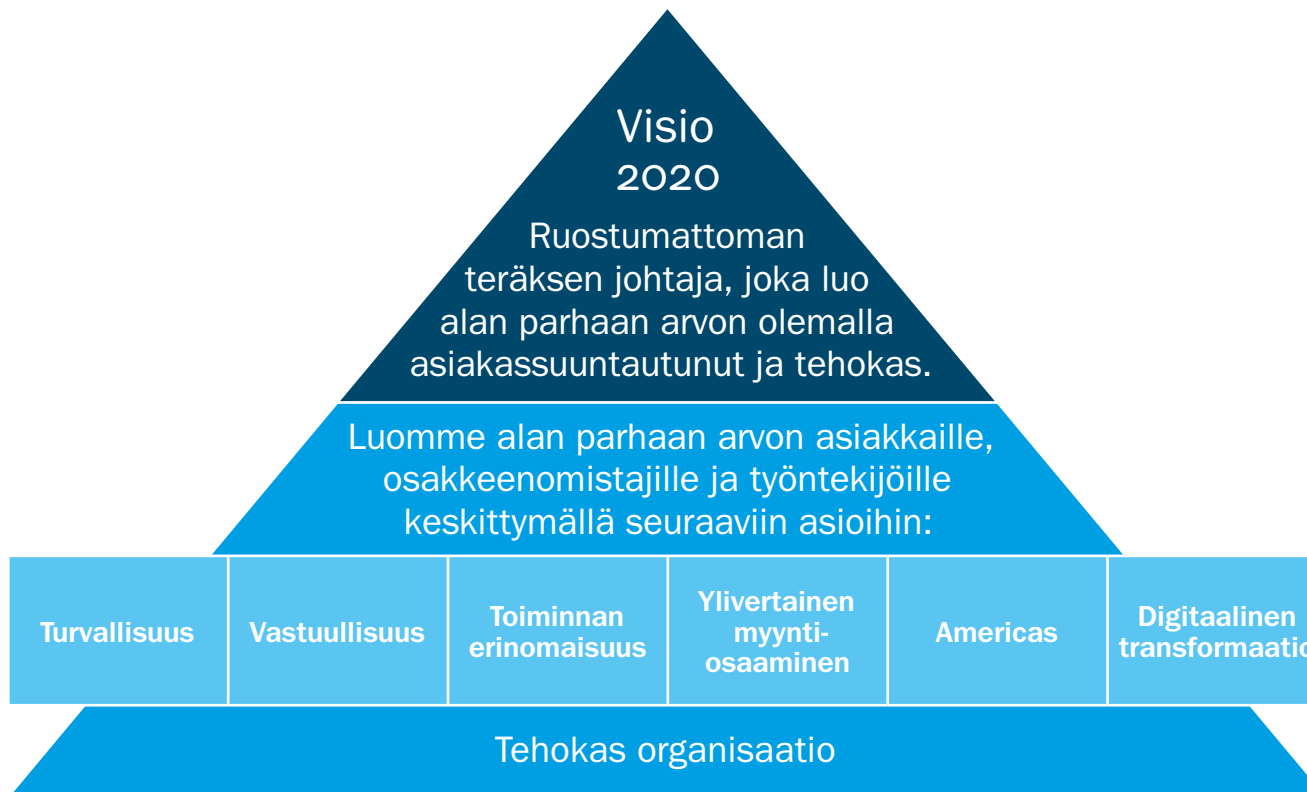 Visio
2020
Ruostumattoman
teräksen johtaja, joka luo
alan parhaan arvon olemalla
asiakassuuntautunut ja tehokas.
Luomme alan parhaan arvon asiakkaille,
osakkeenomistajille ja työntekijöille
keskittymällä seuraaviin asioihin:
Turvallisuus
Vastuullisuus
Toiminnan
erinomaisuus
Ylivertainen
myynti-
osaaminen
Americas
Digitaalinen
transformaatio
Tehokas organisaatio